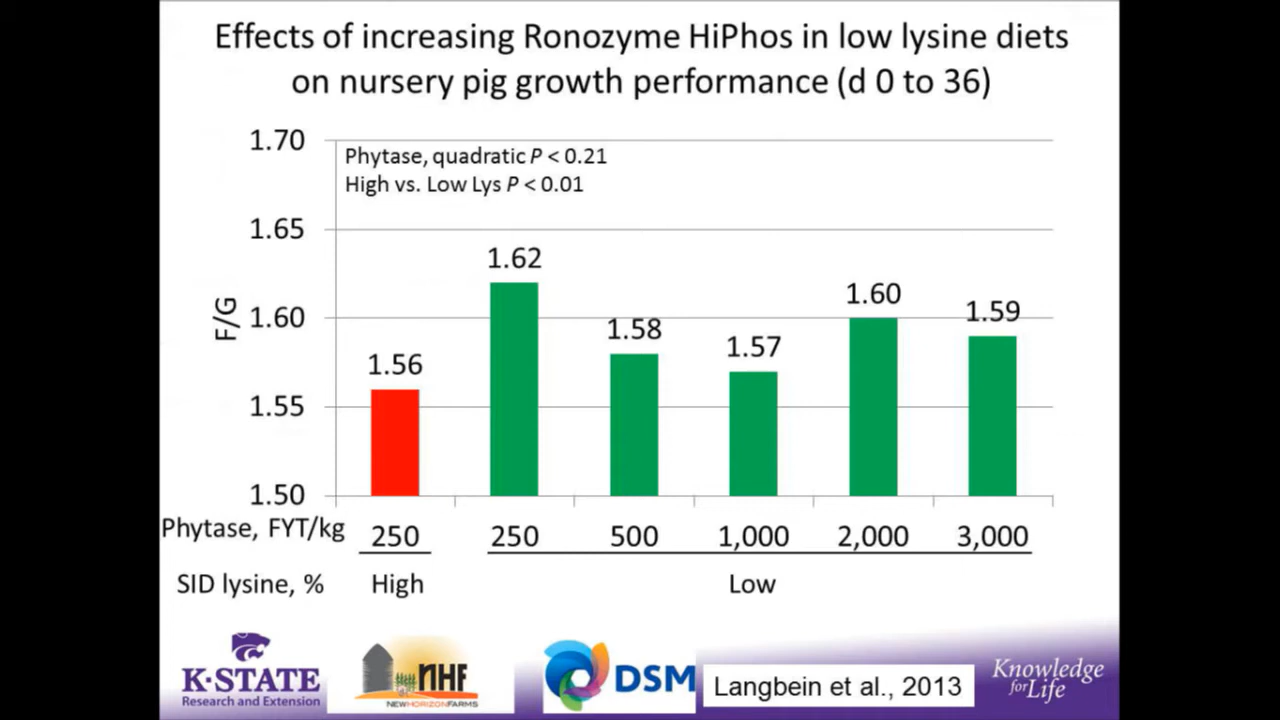 Effects of increasing Ronozyme HiPhos in low lysine diets
on nursery pig growth performance (d 0 to 36)
1.70
Phytase, quadratic P < 0.21
High vs. Low Lys P < 0.01
1.65
1.62
1.60
1.60
1.59
1.58
1.57
1.56
1.55
1.50
F/G
Phytase, FYT/kg 250 250 500 1,000 2,000 3,000
SID lysine, % High Low
K-STATE
Research and Extension
NHF
NEWHORIZONFARMS
DSM
Langbein et al., 2013
Knowledge
for Life